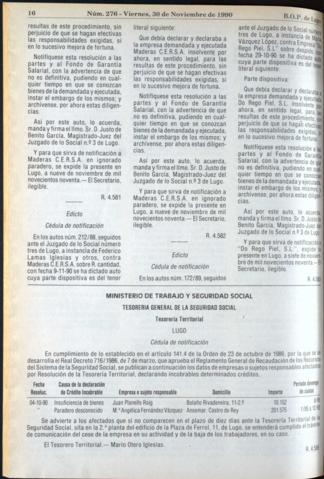 16 Núm. 276 - Viernes, 30 de Noviembre de 1990 B.O.P. de
resultas de este procedimiento, sin
perjuicio de que se hagan efectivas
las responsabilidades exigidas, si
en lo sucesivo mejora de fortuna.
Notifíquese esta resolución a las
partes y al Fondo de Garantía
Salarial, con la advertencia de que
no es definitiva, pudiendo en cual-
quier tiempo en que se conozcan
bienes de la demandada y ejecutada,
instar el embargo de los mismos; y
archívense, por ahora estas diligen-
cias.
Así por este auto, lo acuerda,
manda y firma el Ilmo. Sr. D. Justo de
Benito García, Magistrado-Juez del
Juzgado de lo Social n.º 3 de Lugo.
Y para que sirva de notificación a
Maderas C.E.R.S.A. en ignorado
paradero, se expide la presente en
Lugo, a nueve de noviembre de mil
novecientos noventa. — El Secretario,
ilegible.
R. 4.581
Edicto
Cédula de notificación
En los autos núm. 212/88, seguidos
ante el Juzgado de lo Social número
tres de Lugo, a instancia de Federico
Lamas Iglesias y otros, contra
Maderas C.E.R.S.A. sobre R. cantidad,
con fecha 9-11-90 se ha dictado auto
cuya parte dispositiva es del tenor
literal siguiente:
Que debía declarar y declaraba a
la empresa demandada y ejecutada
Maderas C.E.R.S.A. insolvente por
ahora, en sentido legal, para las
resultas de este procedimiento, sin
perjuicio de que se hagan efectivas
las responsabilidades exigidas, si
en lo sucesivo mejora de fortuna.
Notifíquese esta resolución a las
partes y al Fondo de Garantía
Salarial, con la advertencia de que
no es definitiva, pudiendo en cual-
quier tiempo en que se conozcan
bienes de la demandada y ejecutada,
instar el embargo de los mismos; y
archívense, por ahora estas diligen-
cias.
Así por este auto, lo acuerda,
manda y firma el Ilmo. Sr. D. Justo de
Benito García, Magistrado-Juez del
Juzgado de lo Social n.º 3 de Lugo.
Y para que sirva de notificación a
Maderas C.E.R.S.A. en ignorado
paradero, se expide la presente en
Lugo, a nueve de noviembre de mil
novecientos noventa. — El Secretario,
ilegible.
R. 4.582
Edicto
Cédula de notificación
En los autos núm. 172/89, seguidos
ante el Juzgado de lo Social número
tres de Lugo, a instancia de
Vázquez López, contra Empresa
Rego Piel, S.L." sobre
fecha 29-10-90 se ha dictado
cuya parte dispositiva es del tenor
literal siguiente:
Parte dispositiva:
Que debía declarar y declaraba
la empresa demandada y ejecutada
Do Rego Piel, S.L. insolvente
ahora, en sentido legal, para las
resultas de este procedimiento,
perjuicio de que se hagan efectivas
las responsabilidades exigidas,
en lo sucesivo mejora de fortuna.
Notifíquese esta resolución a las
partes y al Fondo de Garantía
Salarial, con la advertencia de que
no es definitiva, pudiendo en cual-
quier tiempo en que se conozcan
bienes de la demandada y ejecutada,
instar el embargo de los mismos;
archívense, por ahora estas diligen-
cias.
Así por este auto, lo acuerda,
manda y firma el Ilmo. Sr. D. Justo
Benito García, Magistrado-Juez del
Juzgado de lo Social n.º 3 de Lugo.
Y para que sirva de notificación a
"Do Rego Piel, S.L.", expido la
presente en Lugo, a siete de noviem-
bre de mil novecientos noventa. — El
Secretario, ilegible.
R.
MINISTERIO DE TRABAJO Y SEGURIDAD SOCIAL
TESORERIA GENERAL DE LA SEGURIDAD SOCIAL
Tesorería Territorial
LUGO
Cédula de notificación
En cumplimiento de lo establecido en el artículo 141.4 de la Orden de 23 de octubre de 1986, por la que se
desarrolla el Real Decreto 716/1986, de 7 de marzo, que aprueba el Reglamento General de Recaudación de los Recursos
del Sistema de la Seguridad Social, se publican a continuación los datos de empresas o sujetos responsables afectados
por Resolución de la Tesorería Territorial, declarando incobrables determinados créditos.
Fecha Resoluc. Causa de la declaración de Crédito Incobrable Empresa o sujeto responsable Domicilio Importe Período
04-10-90 Insuficiencia de bienes Juan Planells Roig Bolaño Rivadeneira, 11-2.º 10.152
" Paradero desconocido M.ª Angélica Fernández Vázquez Ansemar. Castro de Rey 201.575
Se advierte a los afectados que si no comparecen en el plazo de diez días ante la Tesorería Territorial de la
Seguridad Social, sita en la 2.ª planta del edificio de la Plaza de Ferrol, 11, de Lugo, se entenderá cumplido el trámite
de comunicación del cese de la empresa en su actividad y de la baja de los trabajadores, en su caso.
El Tesorero Territorial.— Mario Otero Iglesias.